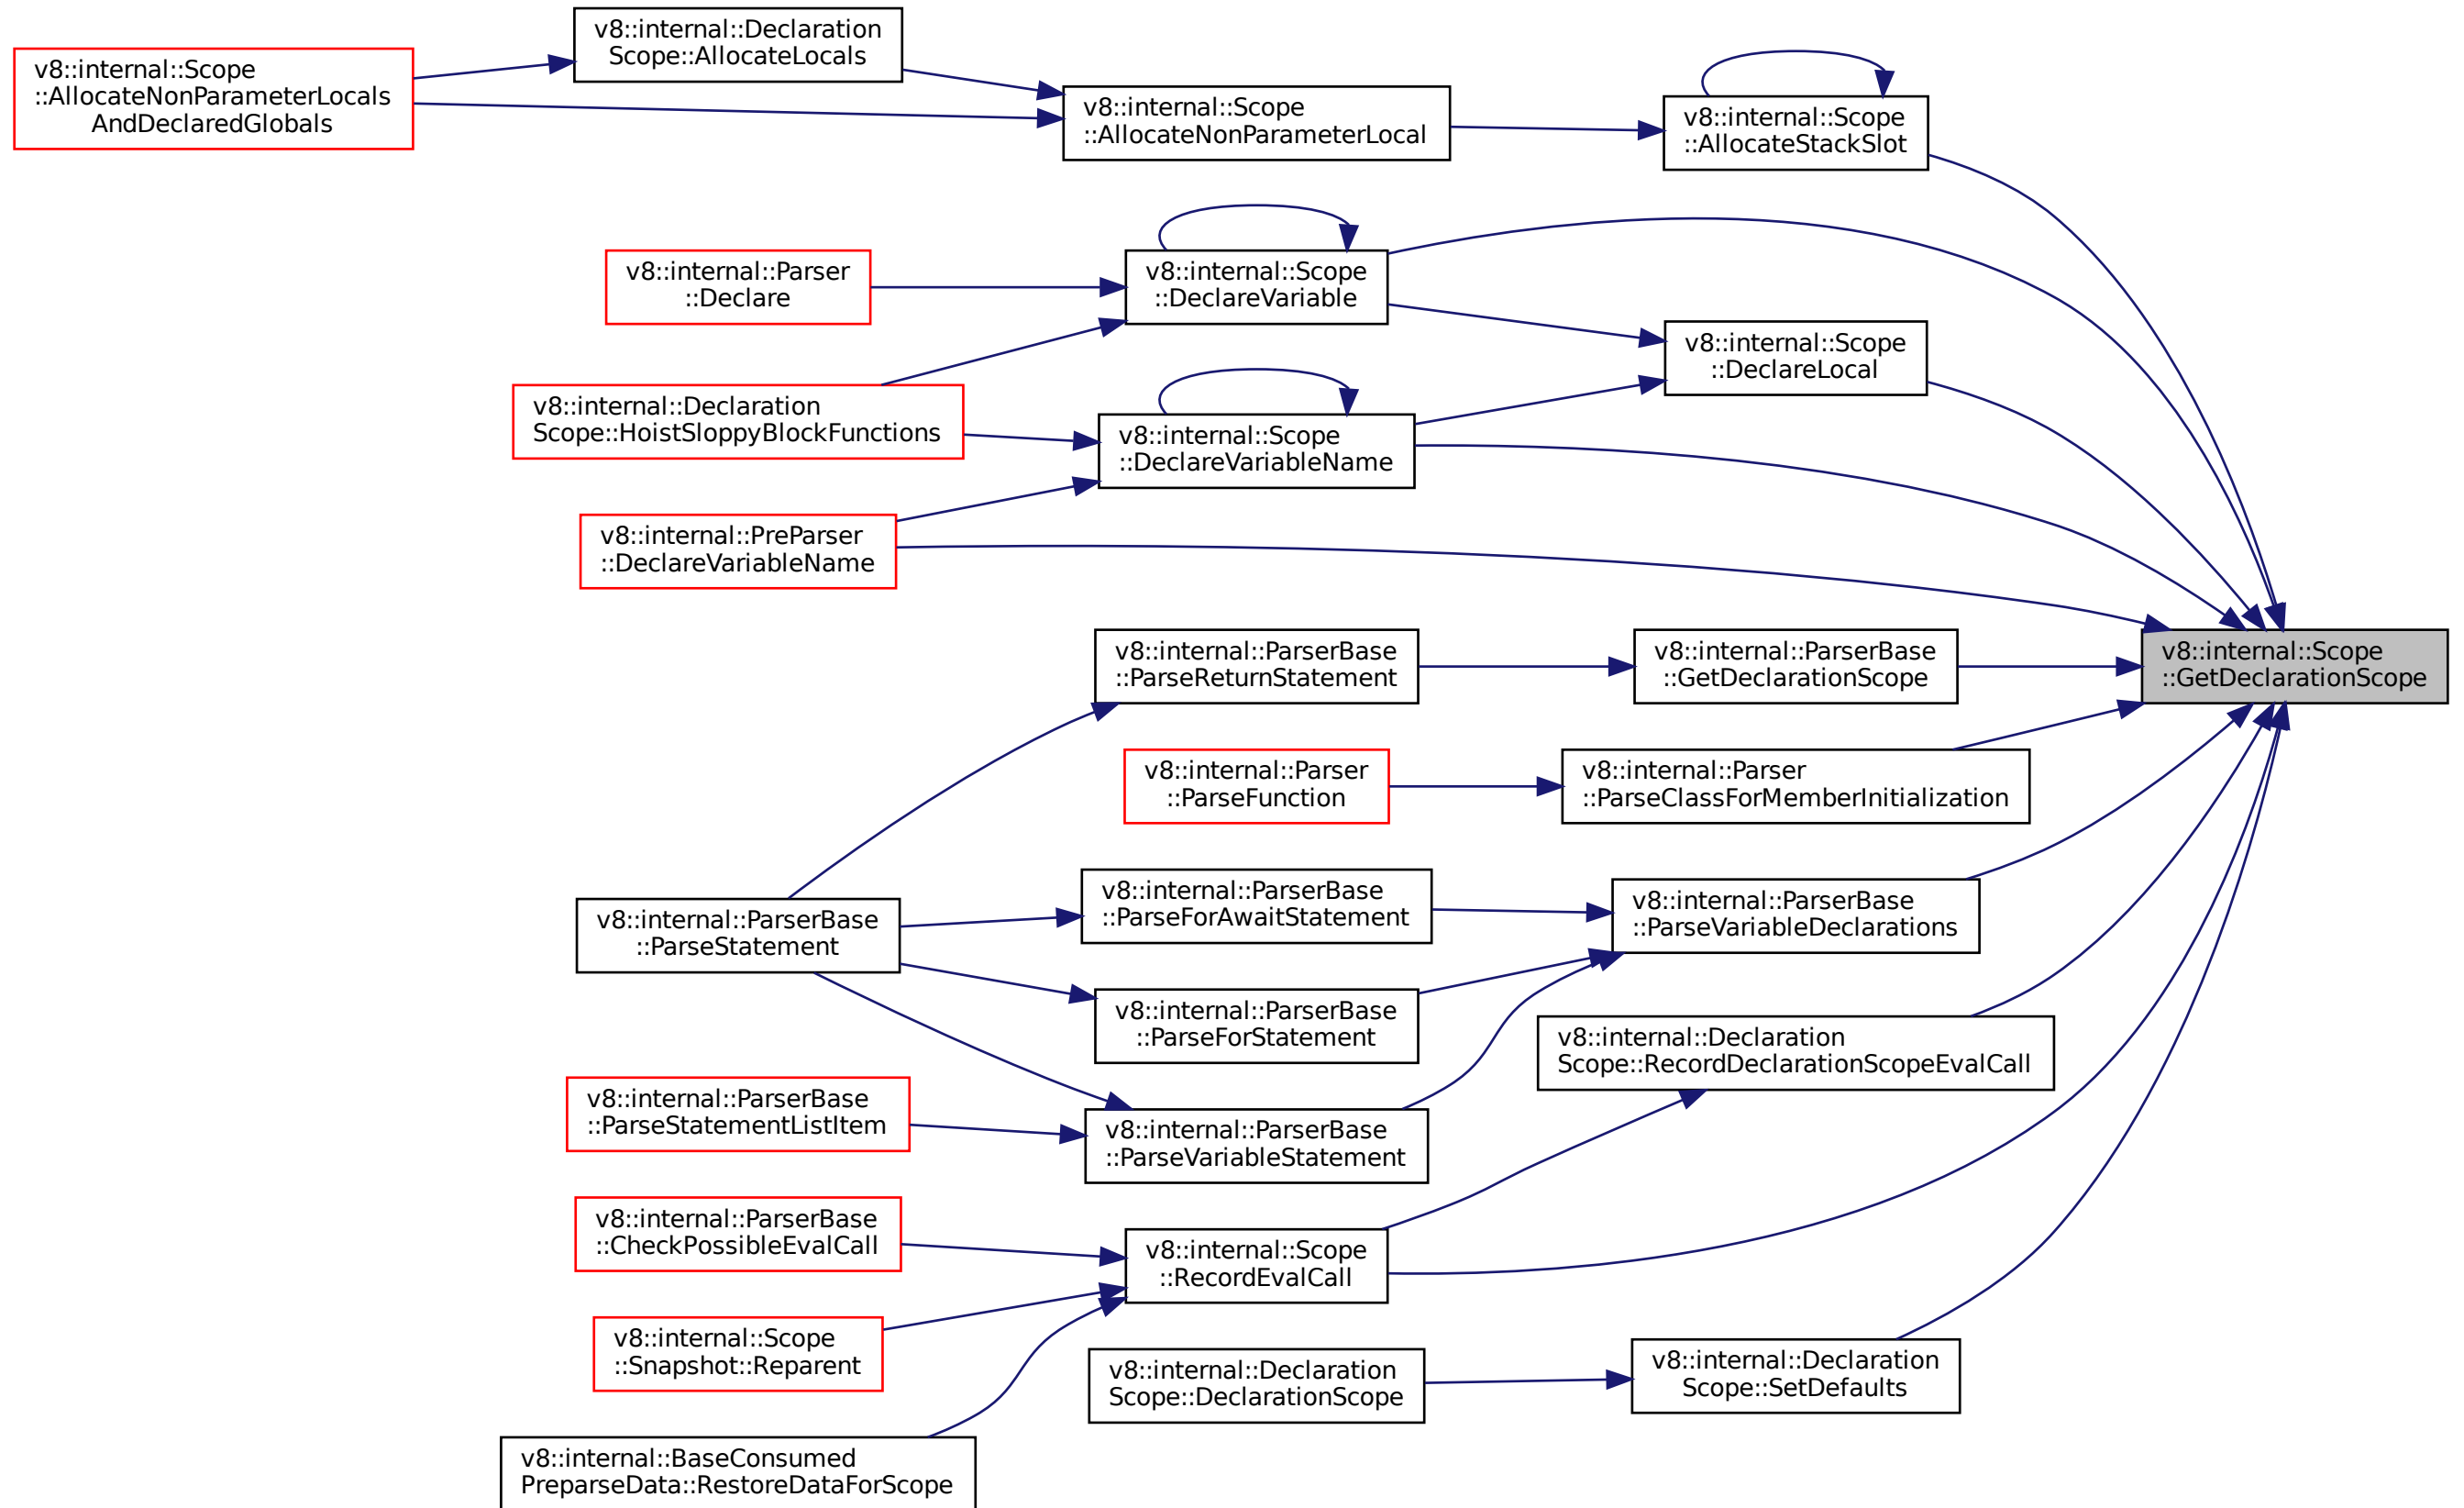 v8::internal::Declaration
Scope::AllocateLocals
v8::internal::Scope
::AllocateNonParameterLocals
AndDeclaredGlobals
v8::internal::Scope
::AllocateNonParameterLocal
v8::internal::Scope
::AllocateStackSlot
v8::internal::Parser
::Declare
v8::internal::Scope
::DeclareVariable
v8::internal::Scope
::DeclareLocal
v8::internal::Declaration
Scope::HoistSloppyBlockFunctions
v8::internal::Scope
::DeclareVariableName
v8::internal::PreParser
::DeclareVariableName
v8::internal::ParserBase
::ParseReturnStatement
v8::internal::ParserBase
::GetDeclarationScope
v8::internal::Scope
::GetDeclarationScope
v8::internal::Parser
::ParseFunction
v8::internal::Parser
::ParseClassForMemberInitialization
v8::internal::ParserBase
::ParseStatement
v8::internal::ParserBase
::ParseForAwaitStatement
v8::internal::ParserBase
::ParseVariableDeclarations
v8::internal::ParserBase
::ParseForStatement
v8::internal::Declaration
Scope::RecordDeclarationScopeEvalCall
v8::internal::ParserBase
::ParseStatementListItem
v8::internal::ParserBase
::ParseVariableStatement
v8::internal::ParserBase
::CheckPossibleEvalCall
v8::internal::Scope
::RecordEvalCall
v8::internal::Scope
::Snapshot::Reparent
v8::internal::Declaration
Scope::DeclarationScope
v8::internal::Declaration
Scope::SetDefaults
v8::internal::BaseConsumed
PreparseData::RestoreDataForScope